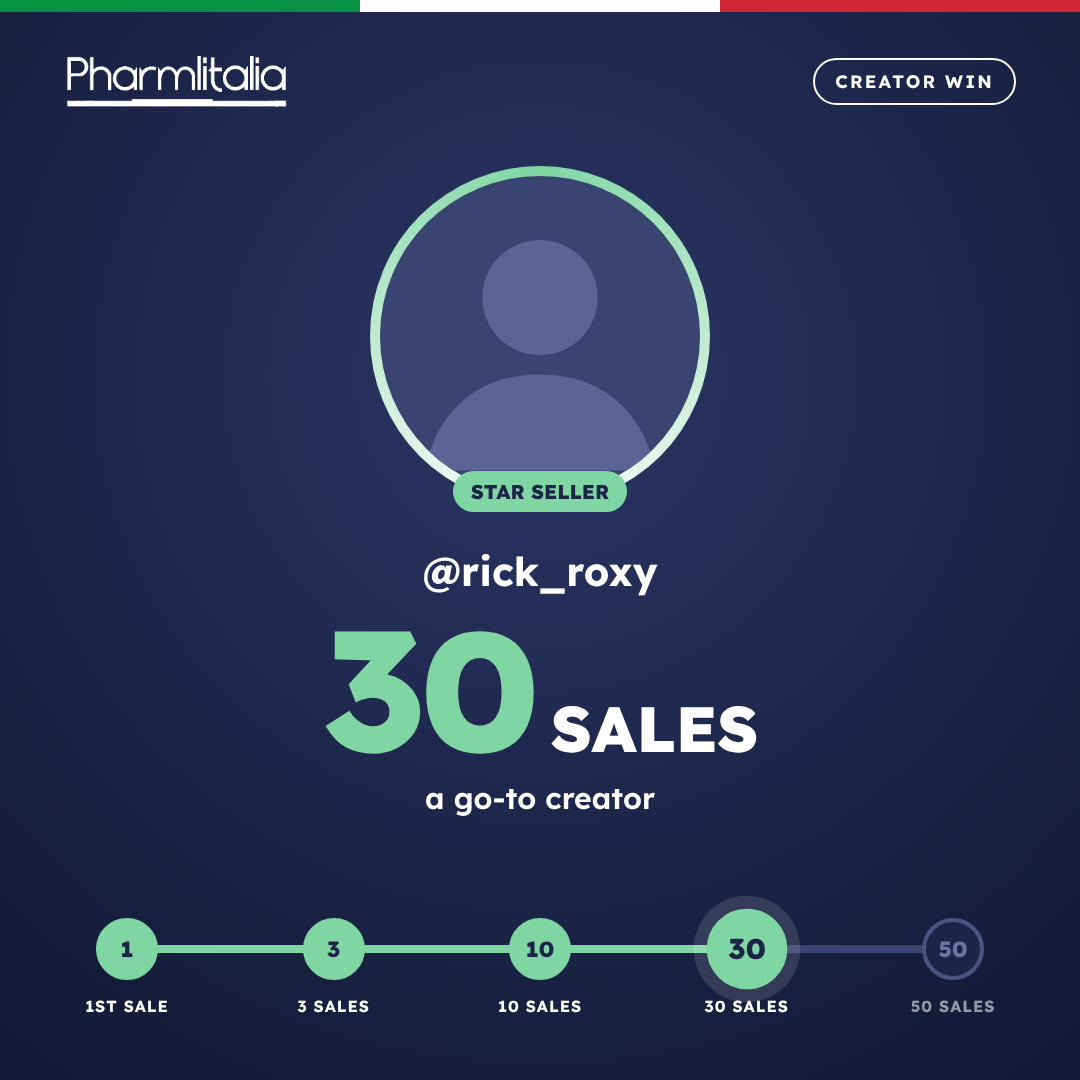 Pharmlitalia
CREATOR WIN
STAR SELLER
@rick_roxy
30 SALES
a go-to creator
1 3 10 30 50
1ST SALE 3 SALES 10 SALES 30 SALES 50 SALES